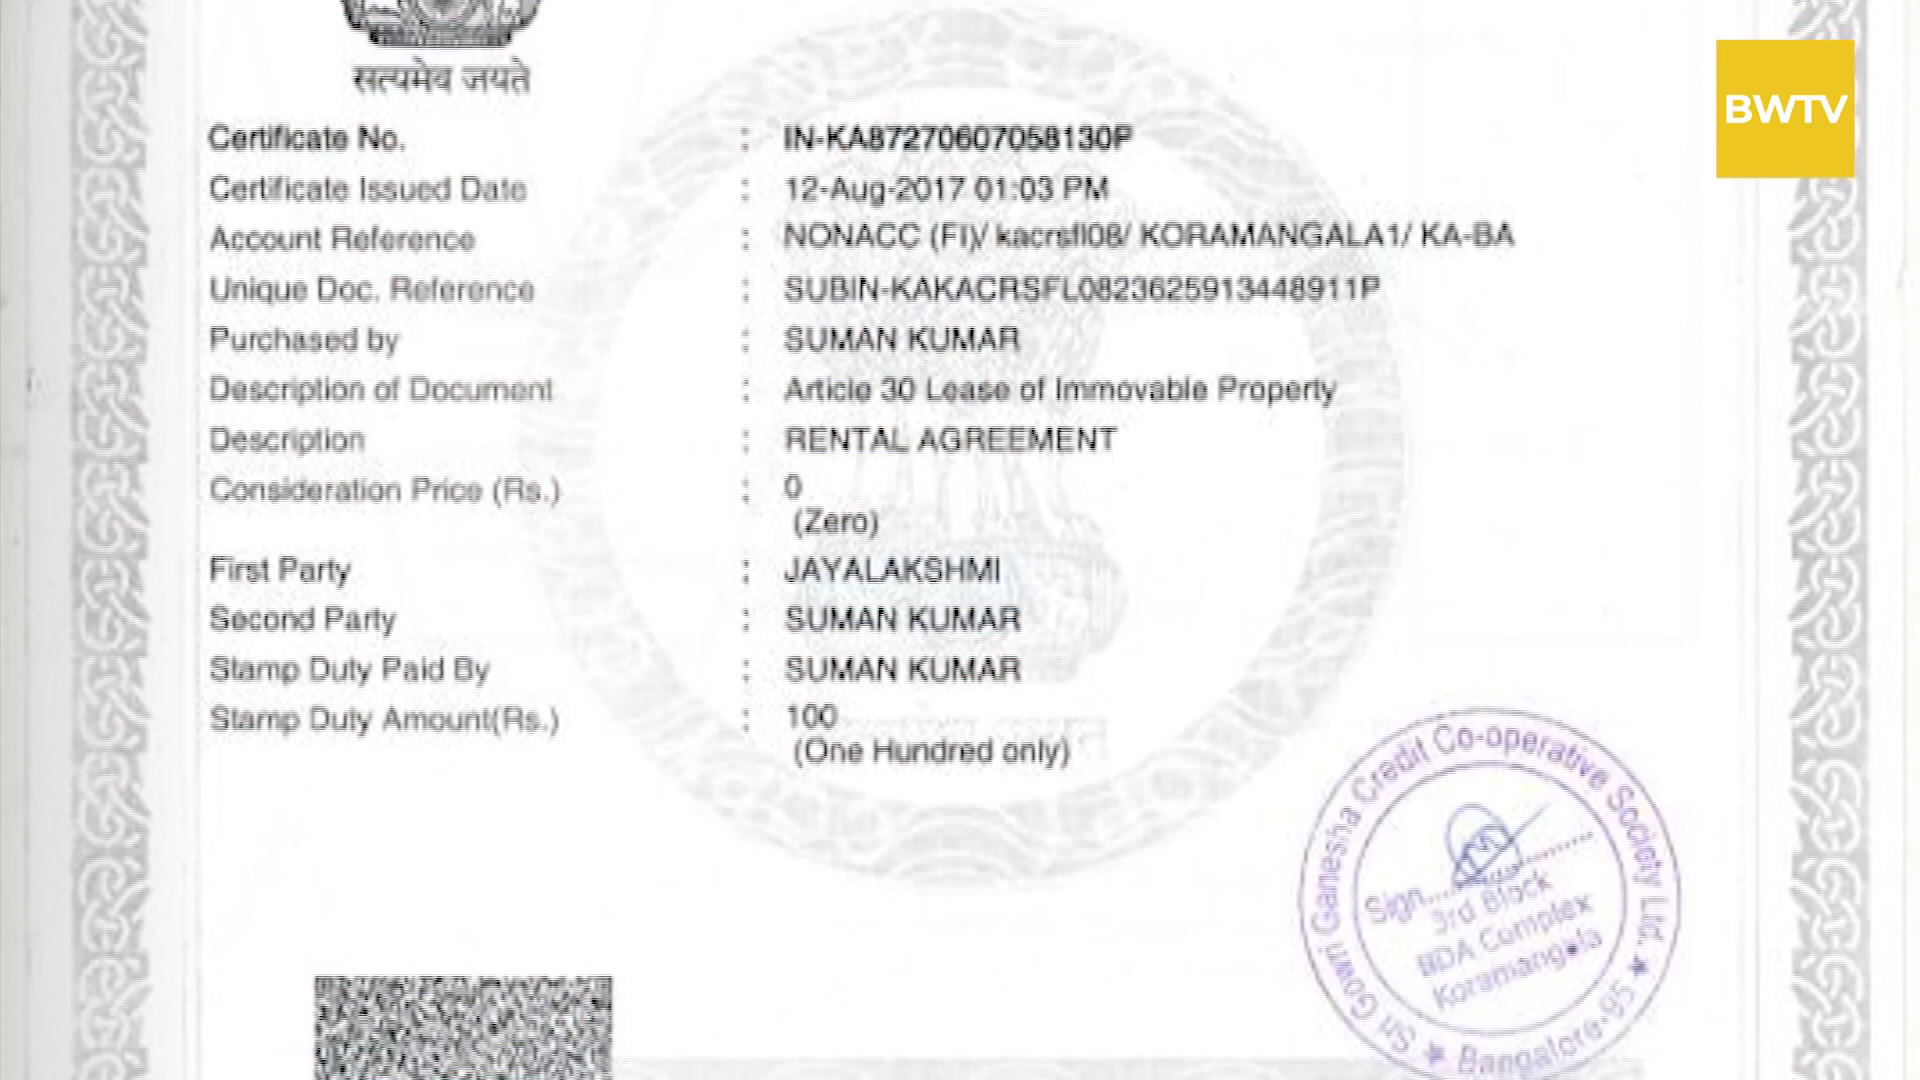 सत्यमेव जयते
BWTV
Certificate No. : IN-KA87270607058130P
Certificate Issued Date : 12-Aug-2017 01:03 PM
Account Reference : NONACC (FI)/ kacrsfl08/ KORAMANGALA1/ KA-BA
Unique Doc. Reference : SUBIN-KAKACRSFL0823625913448911P
Purchased by : SUMAN KUMAR
Description of Document : Article 30 Lease of Immovable Property
Description : RENTAL AGREEMENT
Consideration Price (Rs.) : 0
(Zero)
First Party : JAYALAKSHMI
Second Party : SUMAN KUMAR
Stamp Duty Paid By : SUMAN KUMAR
Stamp Duty Amount(Rs.) : 100
(One Hundred only)
Sri Gowri Ganesha Credit Co-operative Society Ltd. ★ Bangalore-95 ★
Sign....................
3rd Block
BDA Complex
Koramangala